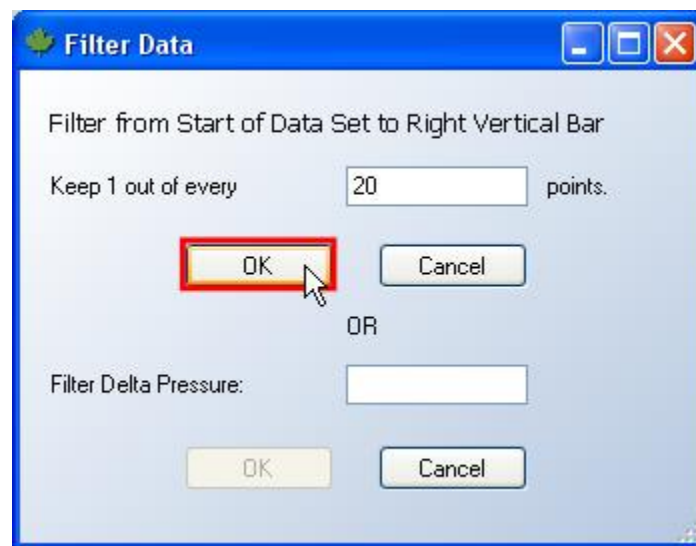 Filter Data
Filter from Start of Data Set to Right Vertical Bar
Keep 1 out of every 20 points.
OK Cancel
OR
Filter Delta Pressure:
OK Cancel